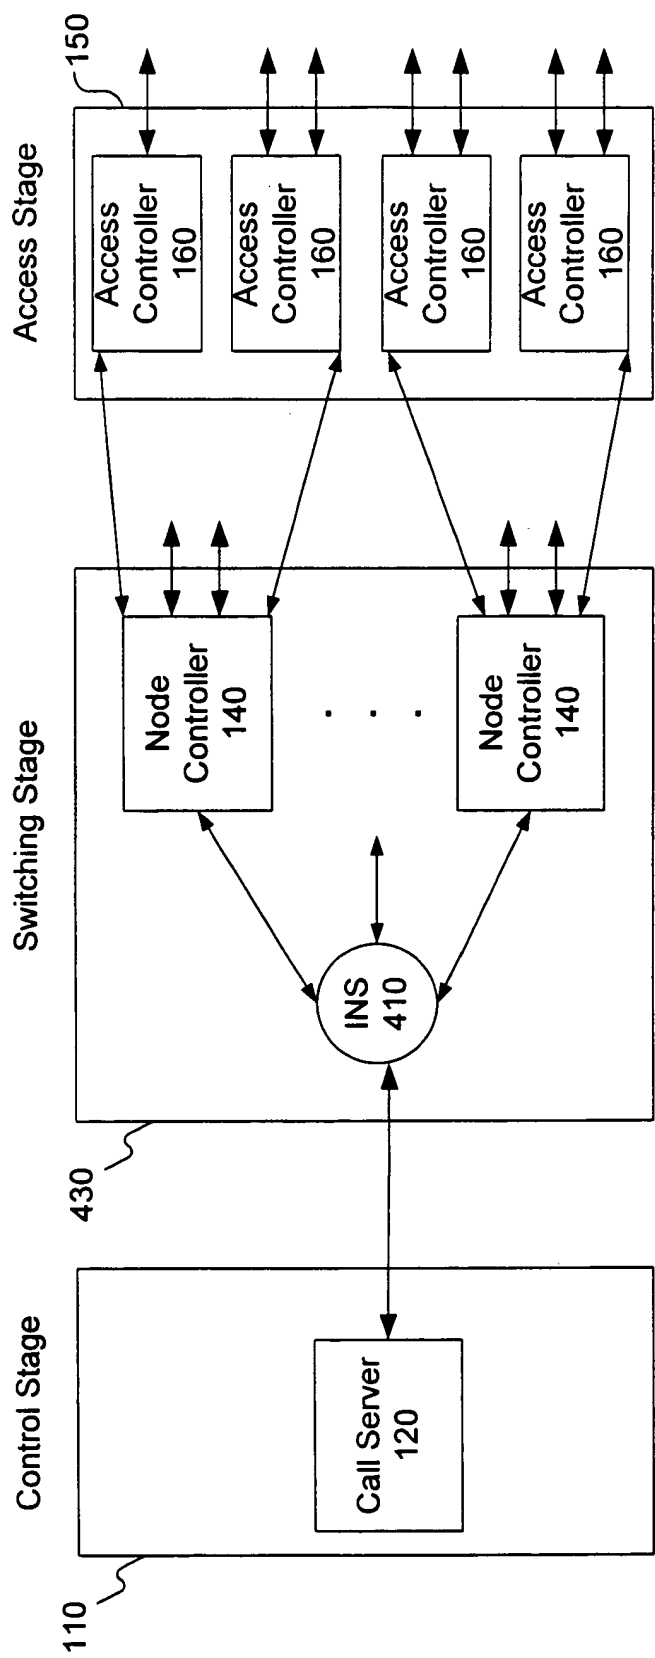 Control Stage
110
Call Server
120
Switching Stage
430
INS
410
Node
Controller
140
. . .
Node
Controller
140
Access Stage
150
Access
Controller
160
Access
Controller
160
Access
Controller
160
Access
Controller
160